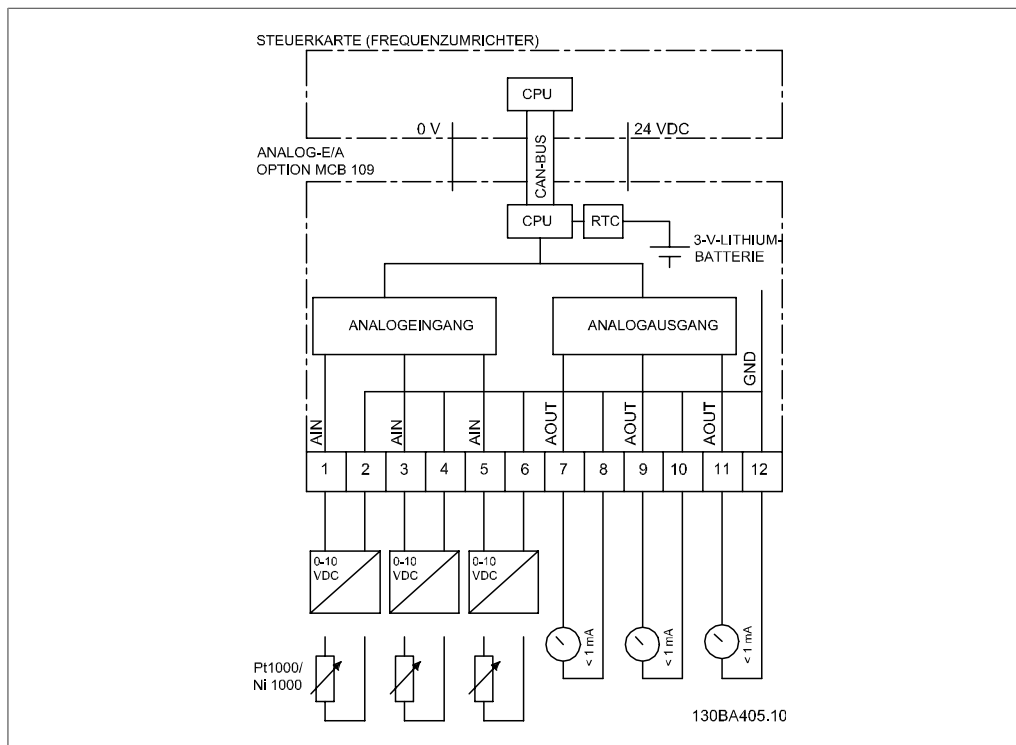 STEUERKARTE (FREQUENZUMRICHTER)
CPU
0 V
24 VDC
CAN-BUS
ANALOG-E/A
OPTION MCB 109
CPU
RTC
3-V-LITHIUM-
BATTERIE
ANALOGEINGANG
ANALOGAUSGANG
GND
AIN
AIN
AIN
AOUT
AOUT
AOUT
1 2 3 4 5 6 7 8 9 10 11 12
0-10
VDC
0-10
VDC
0-10
VDC
< 1 mA
< 1 mA
< 1 mA
Pt1000/
Ni 1000
130BA405.10